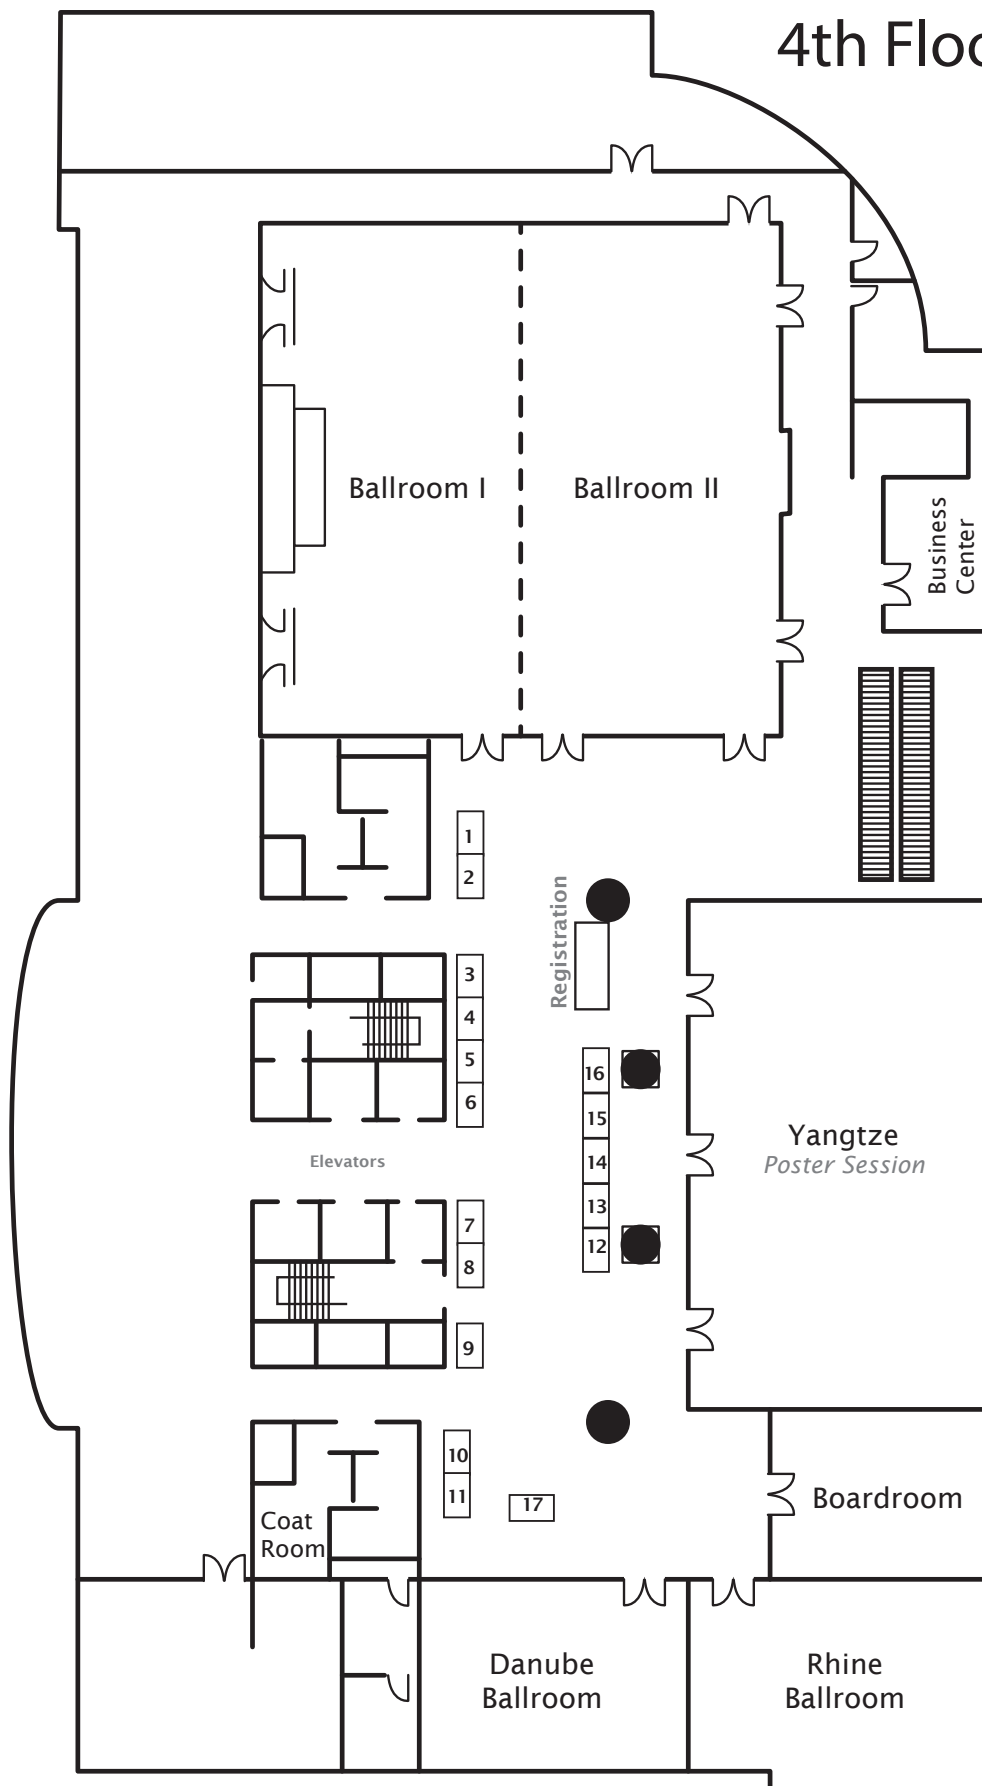 4th Floo
Ballroom I
Ballroom II
Business
Center
1
2
Registration
3
4
5
6
16
15
14
13
12
Yangtze
Poster Session
Elevators
7
8
9
10
11
17
Boardroom
Coat
Room
Danube
Ballroom
Rhine
Ballroom